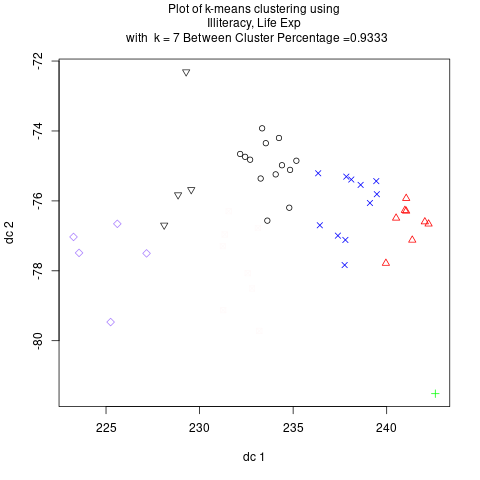 Plot of k-means clustering using
Illiteracy, Life Exp
with k = 7 Between Cluster Percentage =0.9333
-72
-74
-76
-78
-80
dc 2
225
230
235
240
dc 1